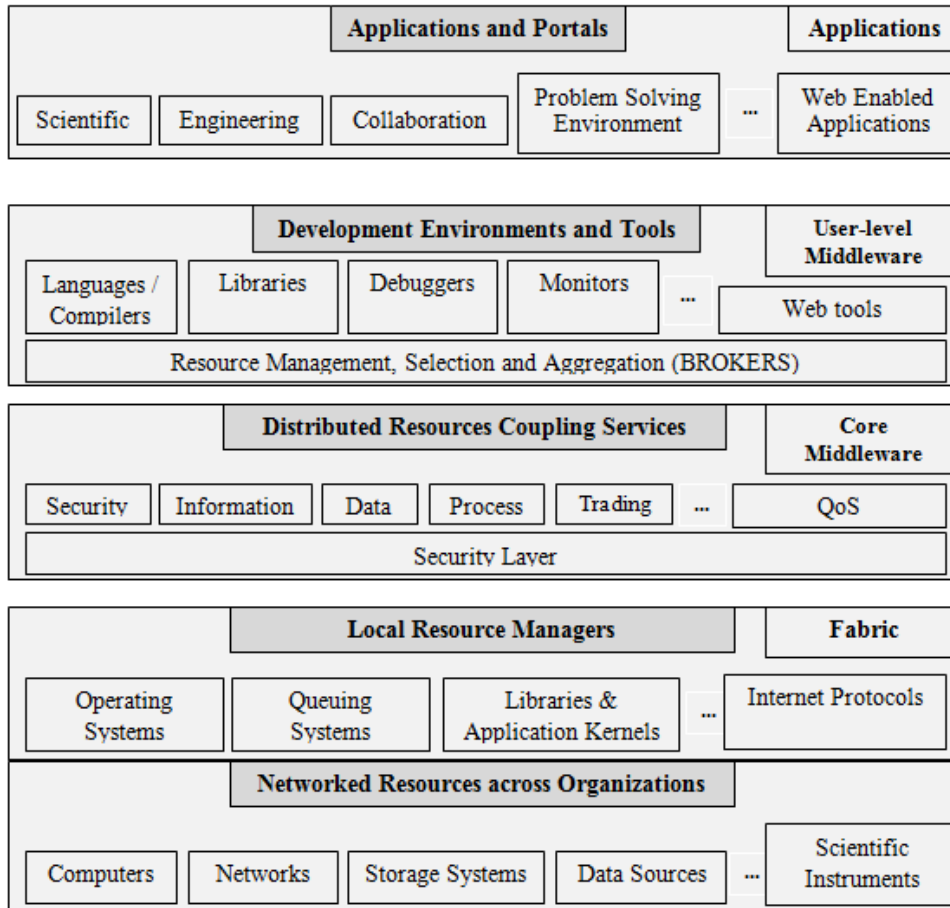 Applications and Portals
Applications
Scientific
Engineering
Collaboration
Problem Solving
Environment
...
Web Enabled
Applications
Development Environments and Tools
User-level
Middleware
Languages /
Compilers
Libraries
Debuggers
Monitors
...
Web tools
Resource Management, Selection and Aggregation (BROKERS)
Distributed Resources Coupling Services
Core
Middleware
Security
Information
Data
Process
Trading
...
QoS
Security Layer
Local Resource Managers
Fabric
Operating
Systems
Queuing
Systems
Libraries &
Application Kernels
...
Internet Protocols
Networked Resources across Organizations
Computers
Networks
Storage Systems
Data Sources
...
Scientific
Instruments